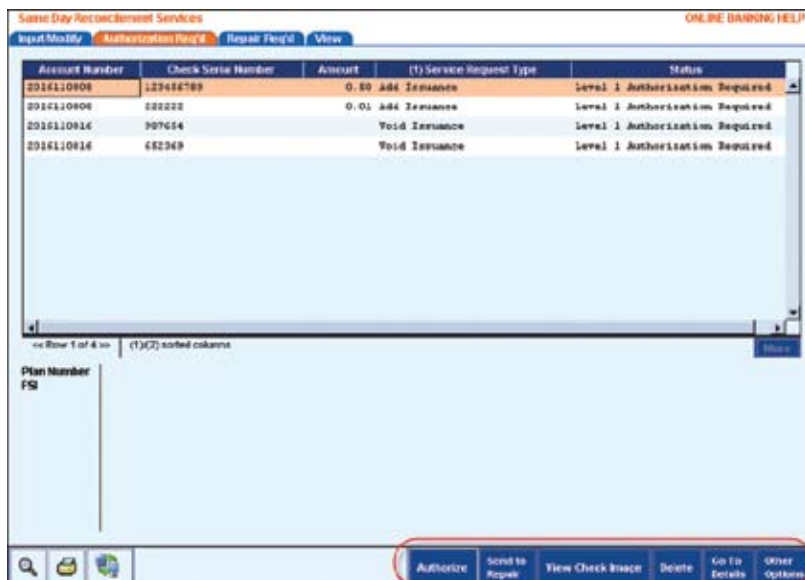 Same Day Reconcilement Services
ONLINE BANKING HELP
Input/Modify Authorization Req'd Repair Req'd View
Account Number Check Serial Number Amount (1) Service Request Type Status
2016110008 123456789 0.50 Add Issuance Level 1 Authorization Required
2016110008 222222 0.01 Add Issuance Level 1 Authorization Required
2016110016 987654 Void Issuance Level 1 Authorization Required
2016110016 652369 Void Issuance Level 1 Authorization Required
<< Row 1 of 4 >> (1)/(2) sorted columns
More
Plan Number
FSI
Authorize Send to Repair View Check Image Delete Go To Details Other Options